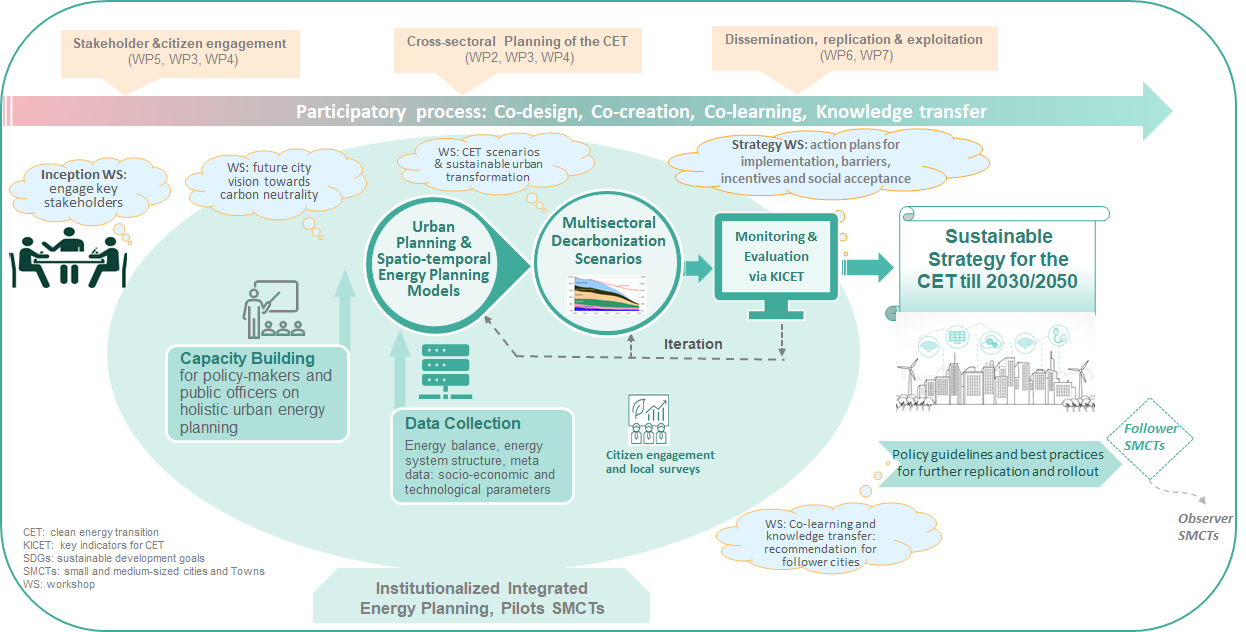 Stakeholder &citizen engagement
(WP5, WP3, WP4)
Cross-sectoral Planning of the CET
(WP2, WP3, WP4)
Dissemination, replication & exploitation
(WP6, WP7)
Participatory process: Co-design, Co-creation, Co-learning, Knowledge transfer
Inception WS:
engage key
stakeholders
WS: future city
vision towards
carbon neutrality
WS: CET scenarios
& sustainable urban
transformation
Strategy WS: action plans for
implementation, barriers,
incentives and social acceptance
Urban
Planning &
Spatio-temporal
Energy Planning
Models
Multisectoral
Decarbonization
Scenarios
Monitoring &
Evaluation
via KICET
Sustainable
Strategy for the
CET till 2030/2050
Iteration
Capacity Building
for policy-makers and
public officers on
holistic urban energy
planning
Data Collection
Energy balance, energy
system structure, meta
data: socio-economic and
technological parameters
Citizen engagement
and local surveys
Policy guidelines and best practices
for further replication and rollout
Follower
SMCTs
Observer
SMCTs
WS: Co-learning and
knowledge transfer:
recommendation for
follower cities
CET: clean energy transition
KICET: key indicators for CET
SDGs: sustainable development goals
SMCTs: small and medium-sized cities and Towns
WS: workshop
Institutionalized Integrated
Energy Planning, Pilots SMCTs